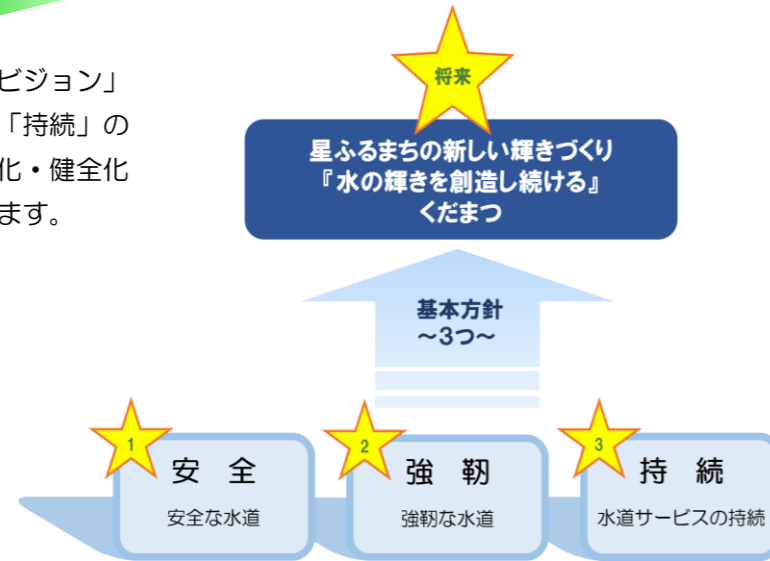 ビジョン」
「持続」の
化・健全化
ます。
将来
星ふるまちの新しい輝きづくり
『水の輝きを創造し続ける』
くだまつ
基本方針
～3つ～
1
安 全
安全な水道
2
強 靭
強靭な水道
3
持 続
水道サービスの持続